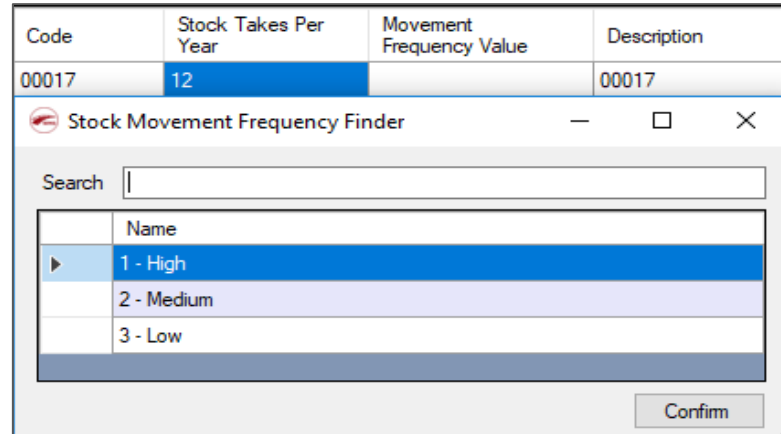 Code Stock Takes Per Year Movement Frequency Value Description
00017 12 00017
Stock Movement Frequency Finder
Search
Name
1 - High
2 - Medium
3 - Low
Confirm